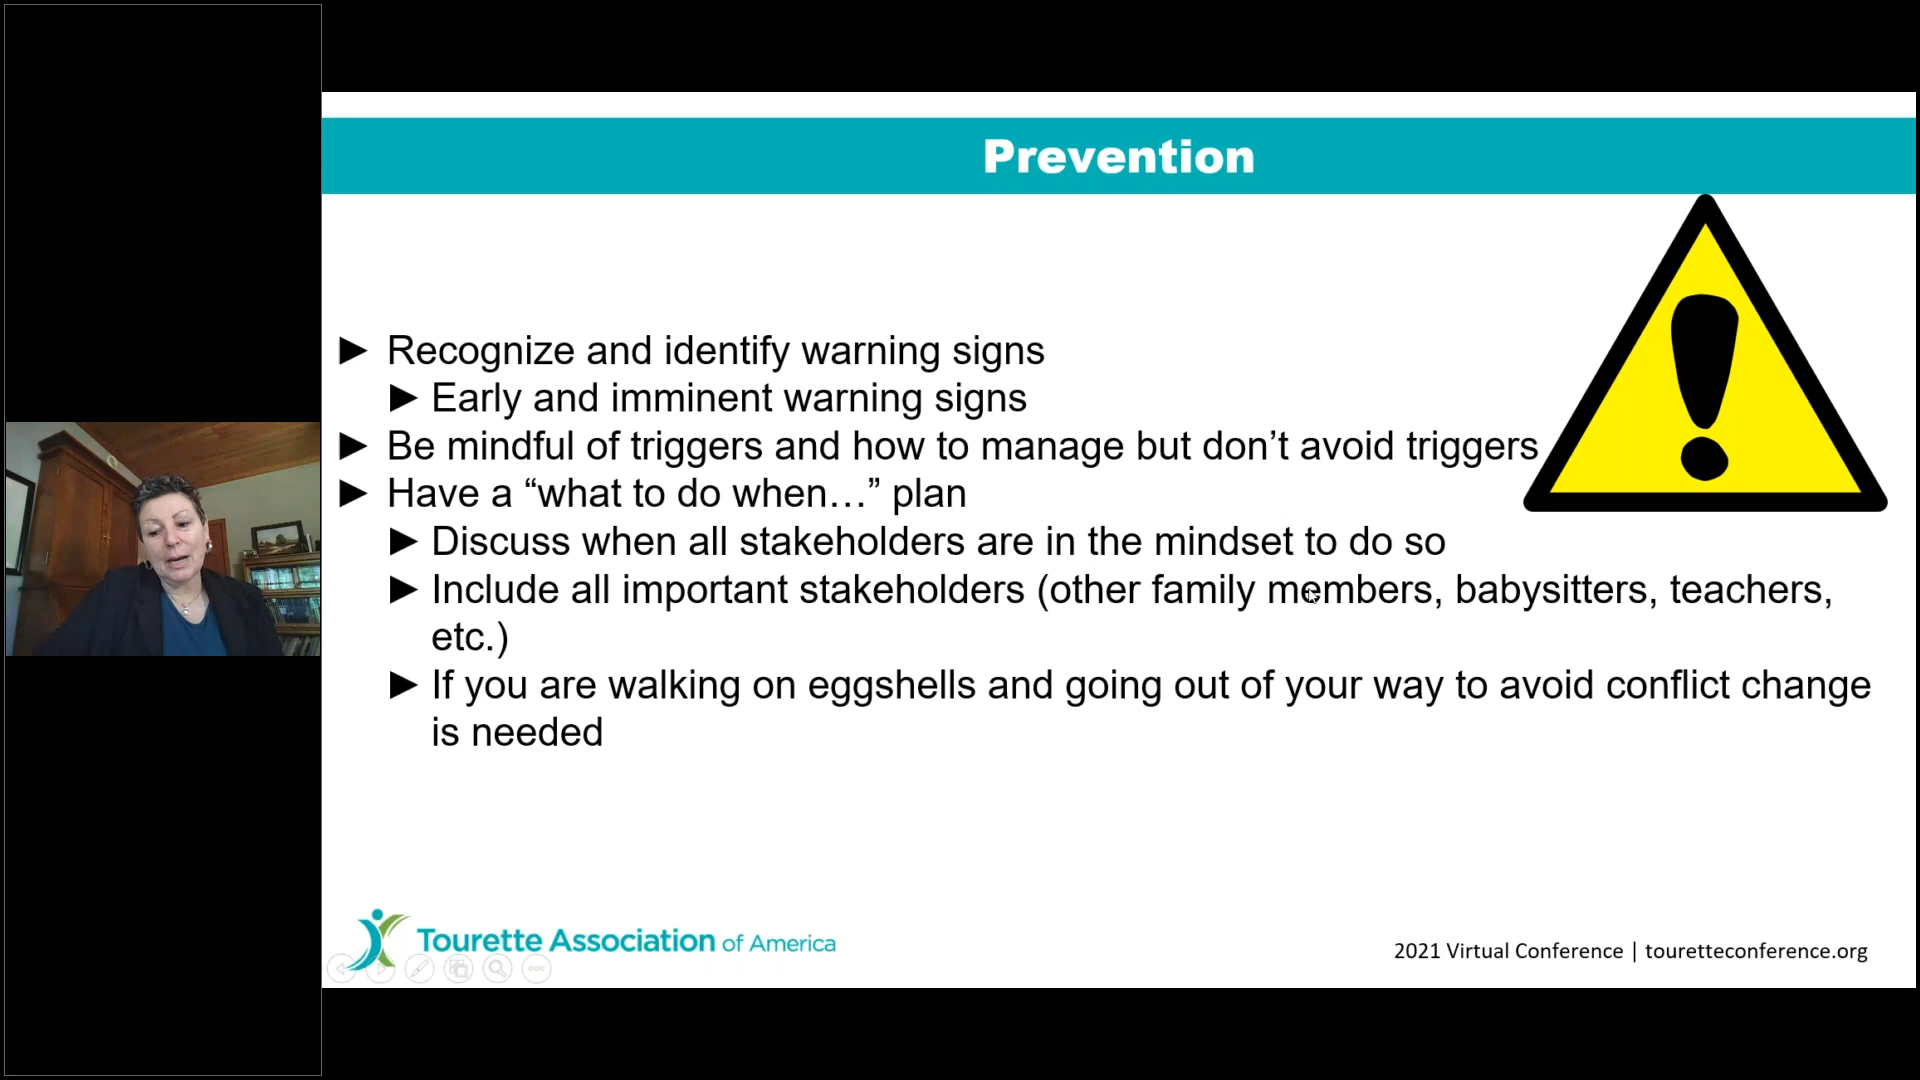 Prevention
► Recognize and identify warning signs
► Early and imminent warning signs
► Be mindful of triggers and how to manage but don’t avoid triggers
► Have a “what to do when…” plan
► Discuss when all stakeholders are in the mindset to do so
► Include all important stakeholders (other family members, babysitters, teachers,
etc.)
► If you are walking on eggshells and going out of your way to avoid conflict change
is needed
Tourette Association of America
2021 Virtual Conference | touretteconference.org